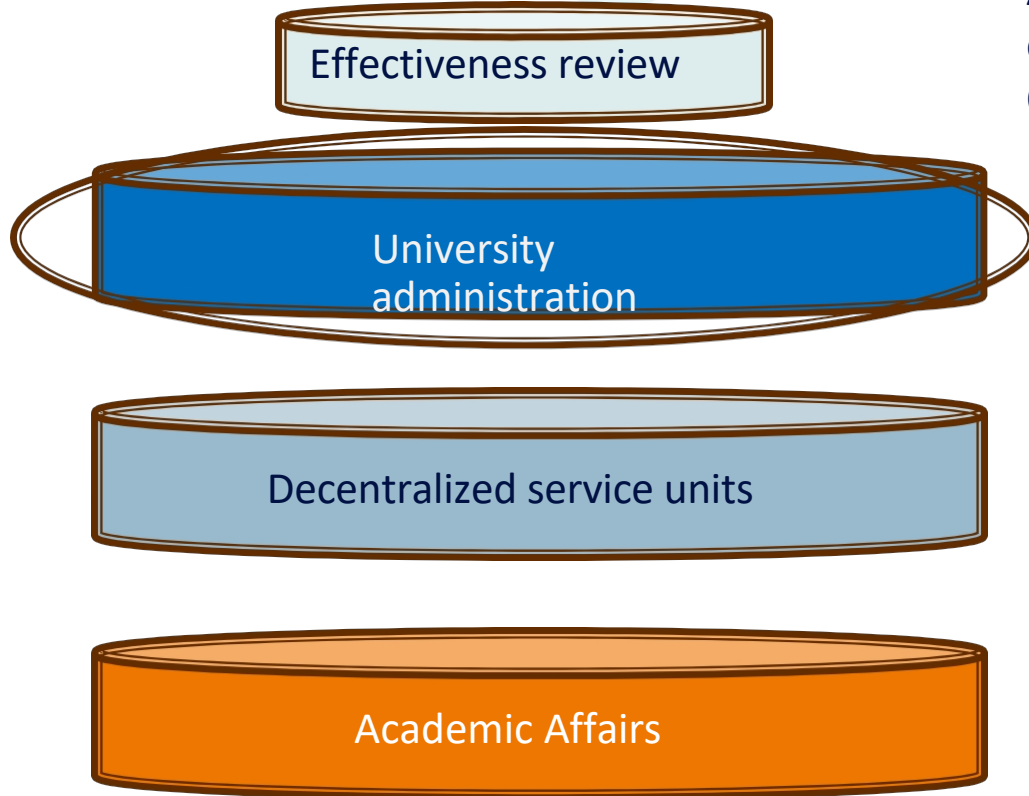 Effectiveness review
University
administration
Decentralized service units
Academic Affairs